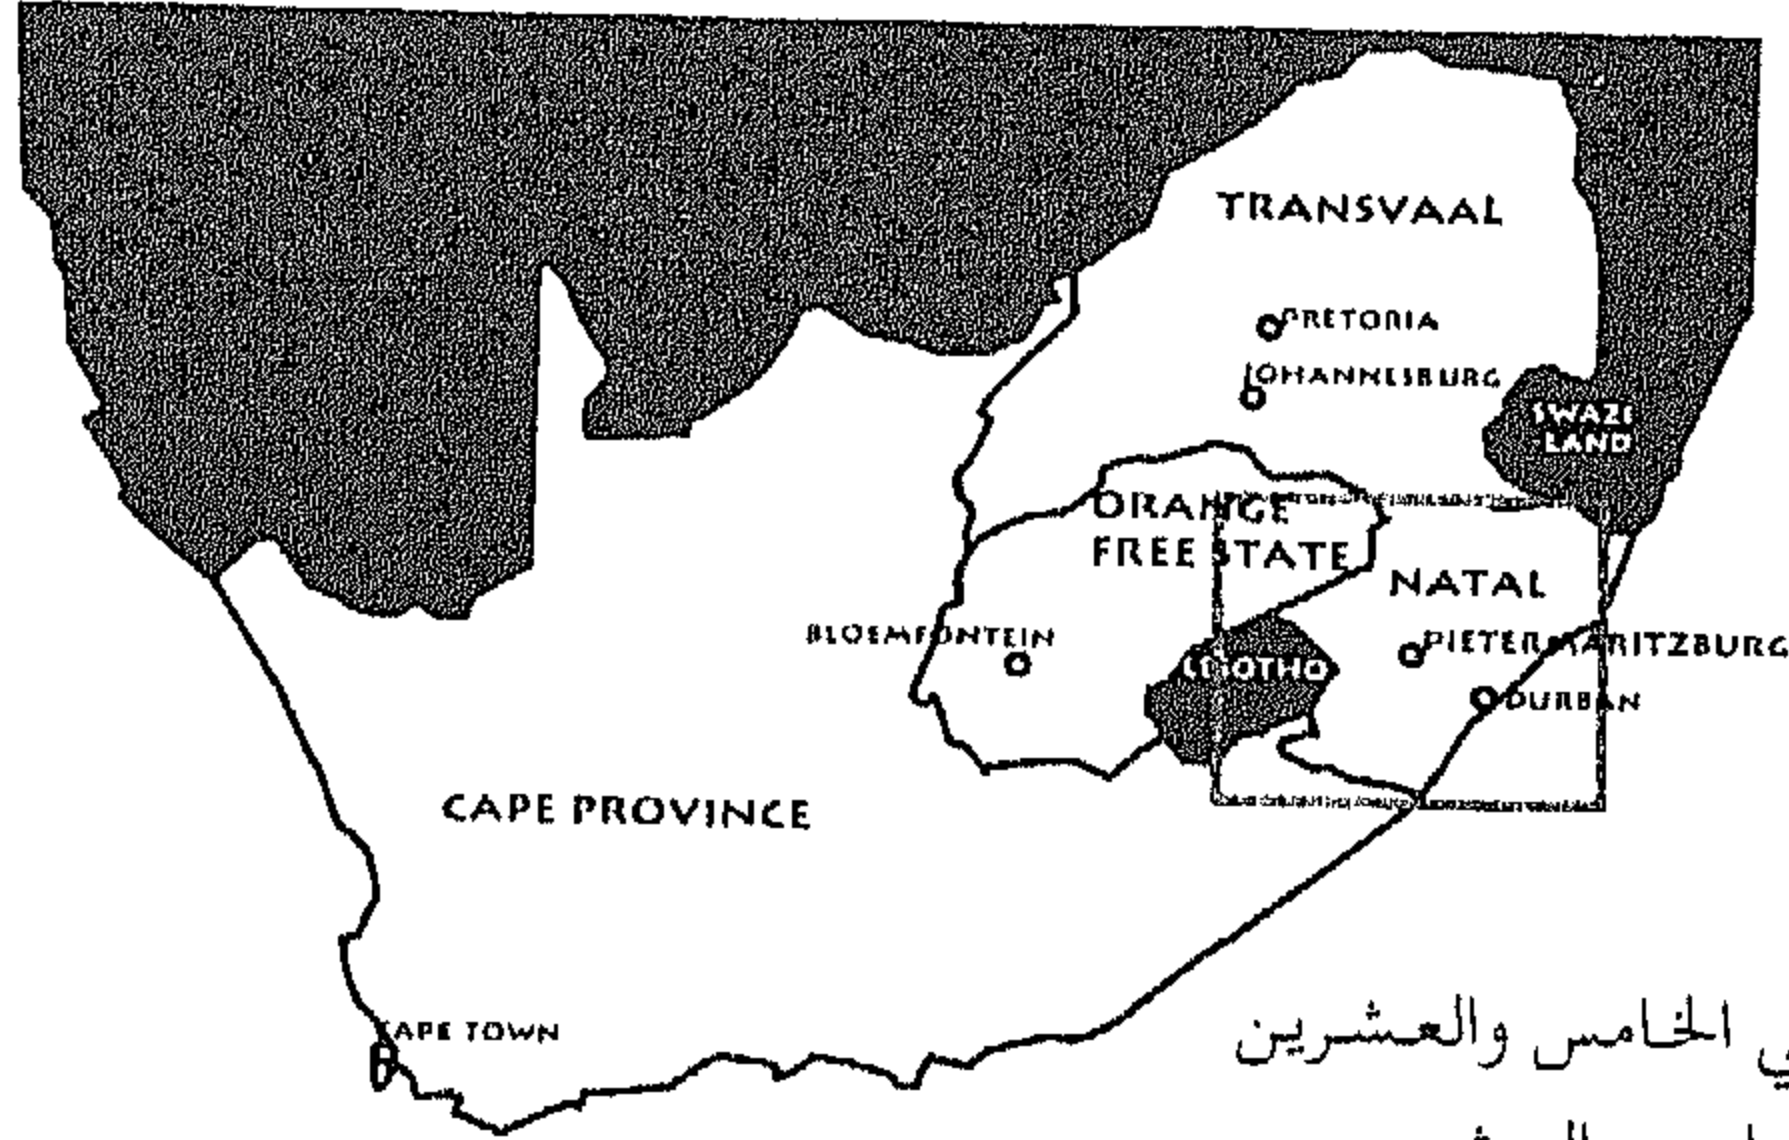 TRANSVAAL
PRETORIA
JOHANNESBURG
SWAZI
LAND
ORANGE
FREE STATE
NATAL
BLOEMFONTEIN
PIETERMARITZBURG
LESOTHO
DURBAN
CAPE PROVINCE
CAPE TOWN
الخامس والعشرين